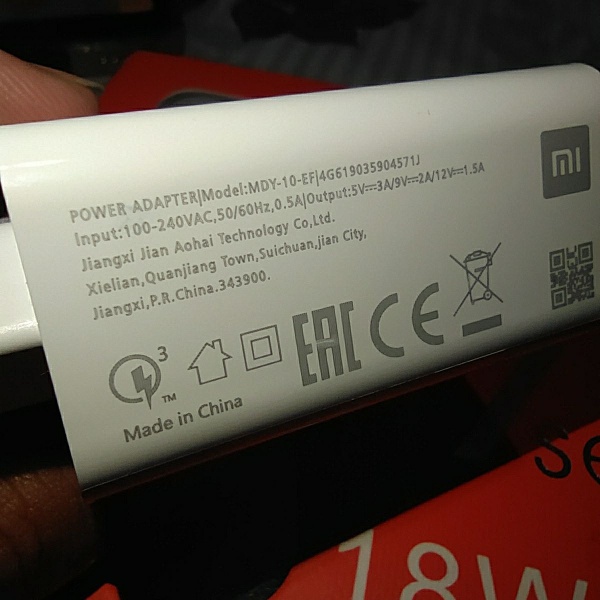 POWER ADAPTER|Model:MDY-10-EF|4G619035904571J
Input:100-240VAC,50/60Hz,0.5A|Output:5V⎓3A/9V⎓2A/12V⎓1.5A
Jiangxi Jian Aohai Technology Co,Ltd.
Xielian,Quanjiang Town,Suichuan,jian City,
Jiangxi,P.R.China.343900.
mi
3
TM
EAC CE
Made in China
se
18W